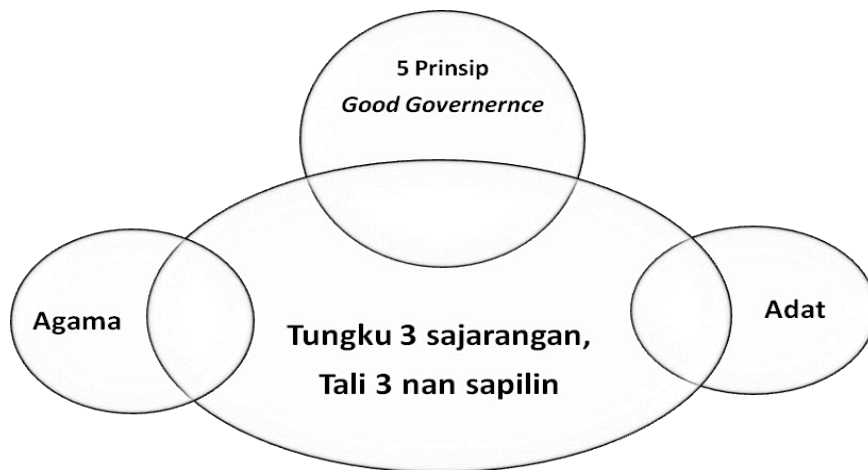 5 Prinsip
Good Governernce
Agama
Adat
Tungku 3 sajarangan,
Tali 3 nan sapilin